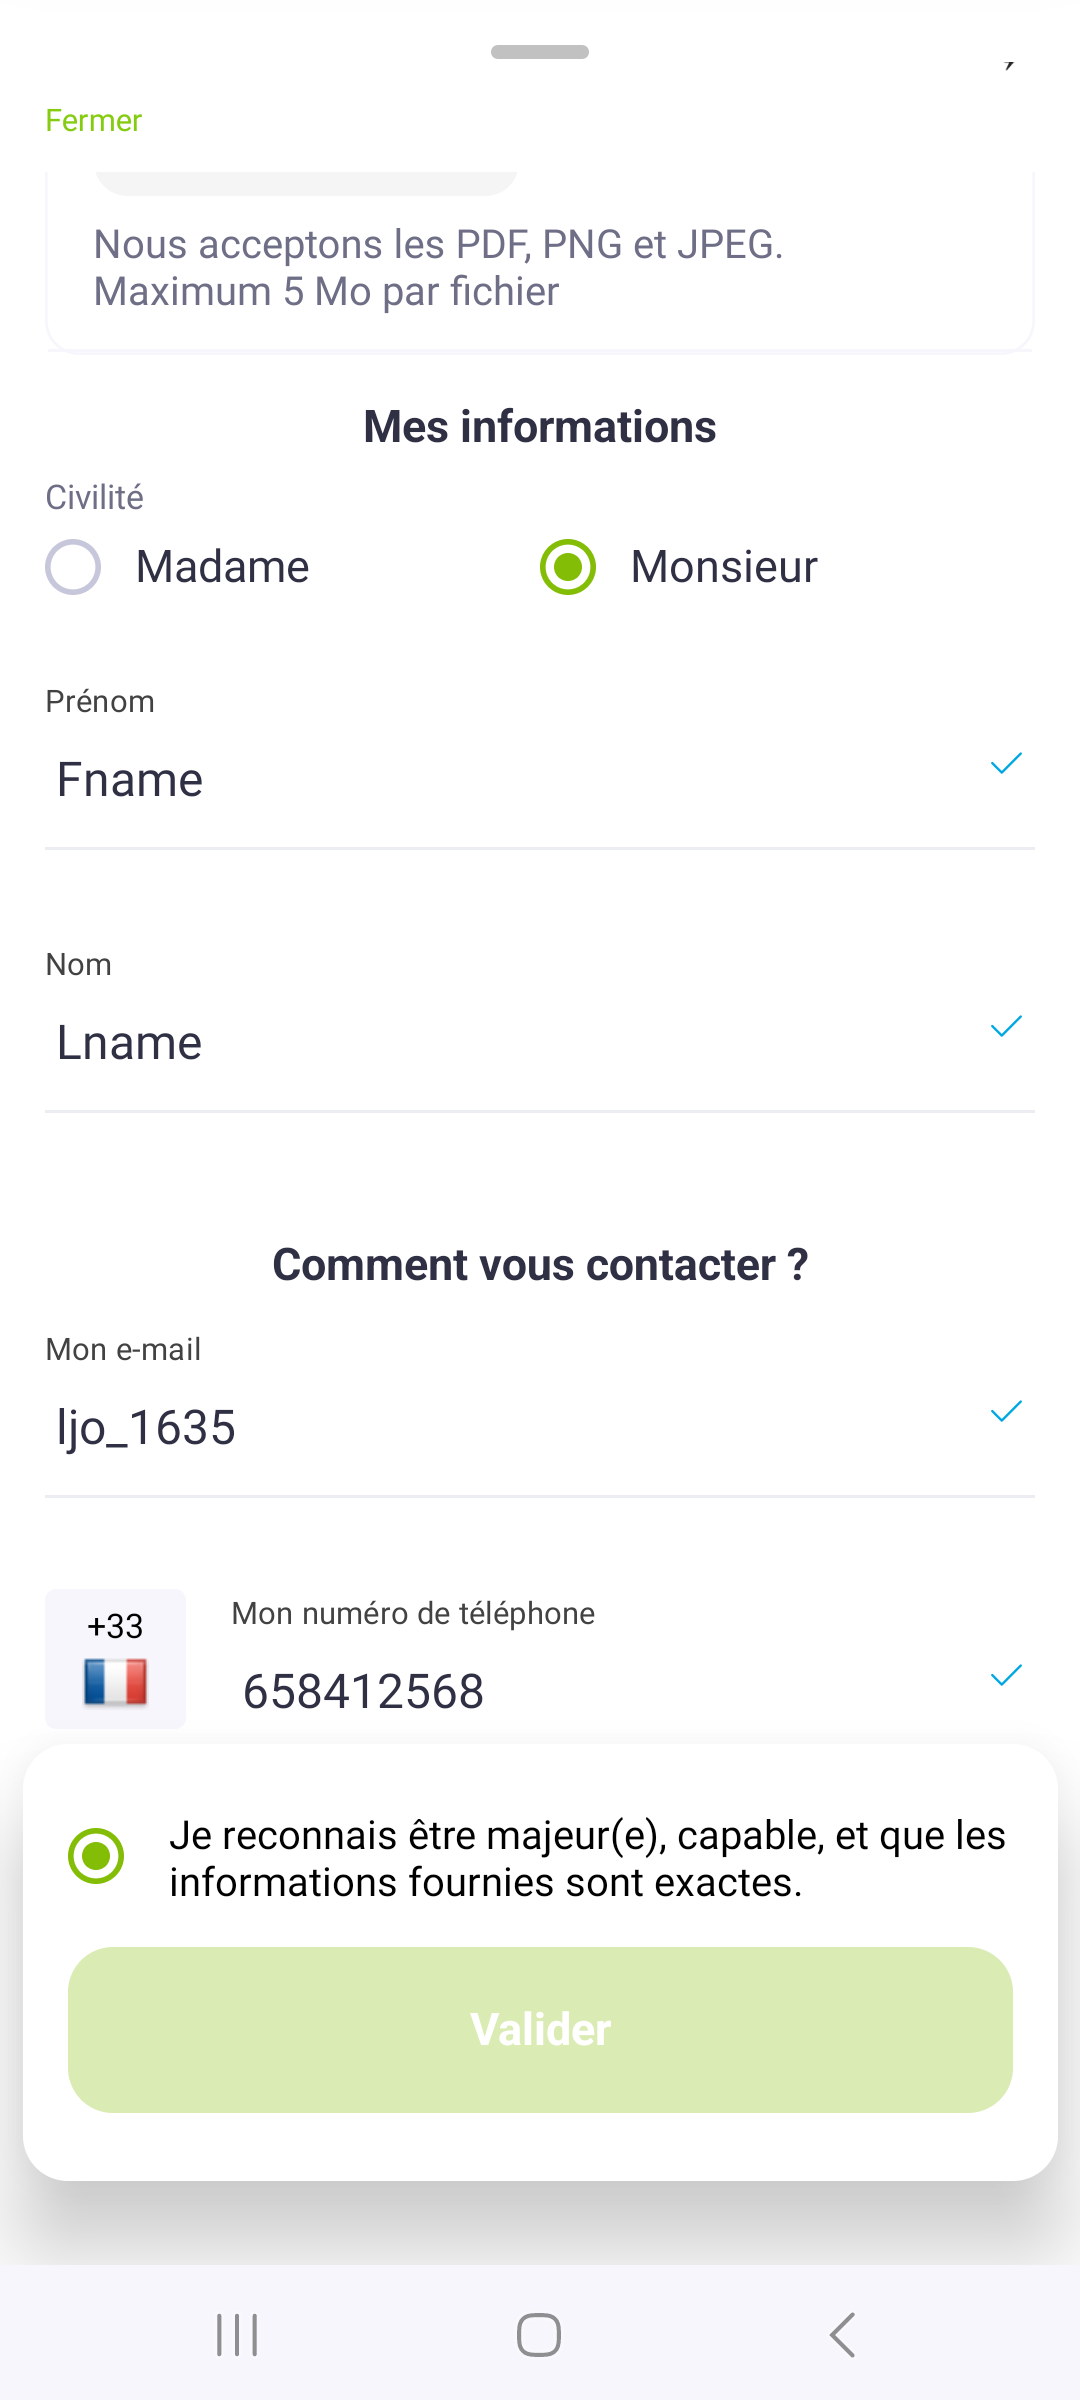 Fermer
Nous acceptons les PDF, PNG et JPEG.
Maximum 5 Mo par fichier
Mes informations
Civilité
Madame
Monsieur
Prénom
Fname
Nom
Lname
Comment vous contacter ?
Mon e-mail
ljo_1635
+33
Mon numéro de téléphone
658412568
Je reconnais être majeur(e), capable, et que les
informations fournies sont exactes.
Valider